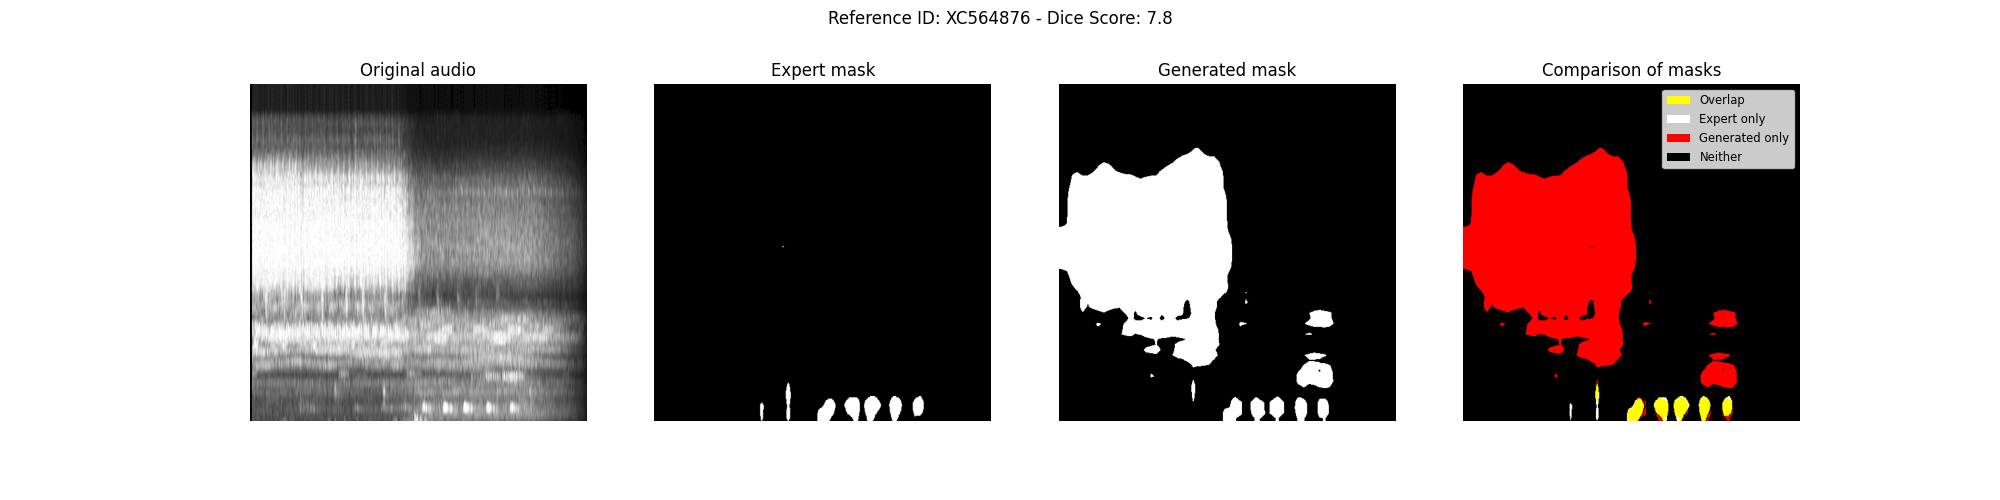 Reference ID: XC564876 - Dice Score: 7.8
Original audio
Expert mask
Generated mask
Comparison of masks
Overlap
Expert only
Generated only
Neither